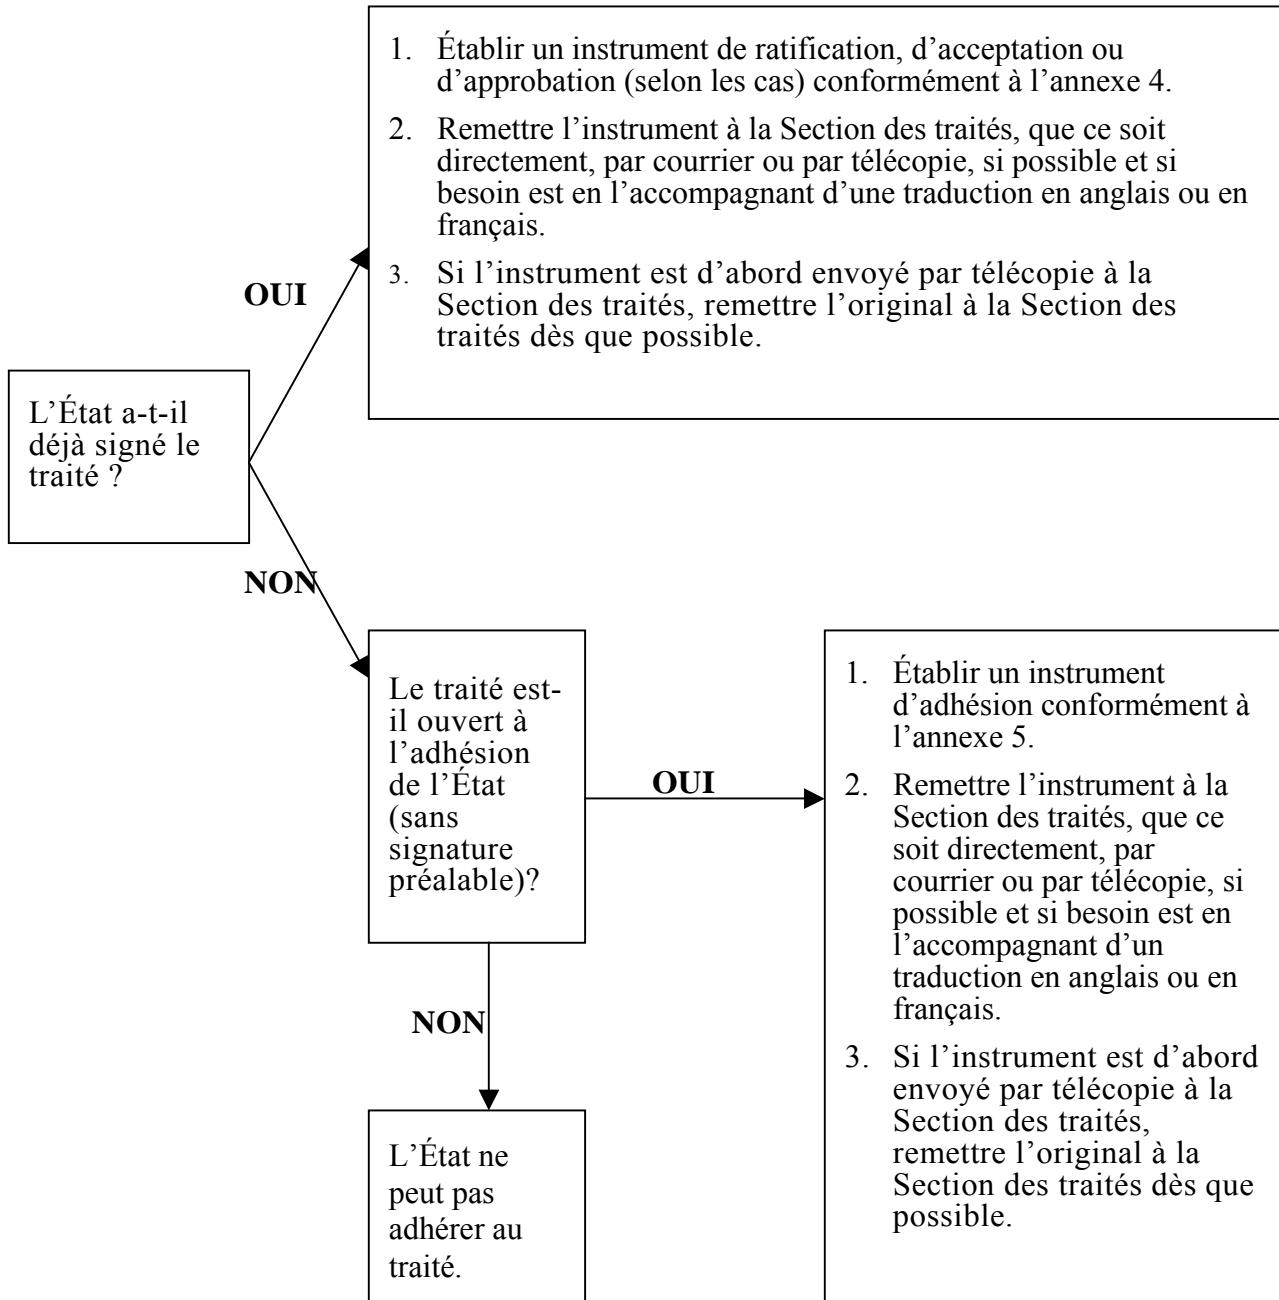 1. Établir un instrument de ratification, d’acceptation ou
d’approbation (selon les cas) conformément à l’annexe 4.
2. Remettre l’instrument à la Section des traités, que ce soit
directement, par courrier ou par télécopie, si possible et si
besoin est en l’accompagnant d’une traduction en anglais ou en
français.
3. Si l’instrument est d’abord envoyé par télécopie à la
Section des traités, remettre l’original à la Section des
traités dès que possible.
OUI
L’État a-t-il
déjà signé le
traité ?
NON
Le traité est-
il ouvert à
l’adhésion
de l’État
(sans
signature
préalable)?
OUI
1. Établir un instrument
d’adhésion conformément à
l’annexe 5.
2. Remettre l’instrument à la
Section des traités, que ce
soit directement, par
courrier ou par télécopie, si
possible et si besoin est en
l’accompagnant d’un
traduction en anglais ou en
français.
3. Si l’instrument est d’abord
envoyé par télécopie à la
Section des traités,
remettre l’original à la
Section des traités dès que
possible.
NON
L’État ne
peut pas
adhérer au
traité.